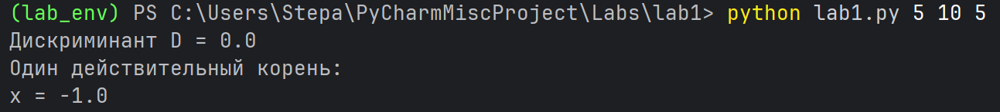 (lab_env) PS C:\Users\Stepa\PyCharmMiscProject\Labs\lab1> python lab1.py 5 10 5
Дискриминант D = 0.0
Один действительный корень:
x = -1.0